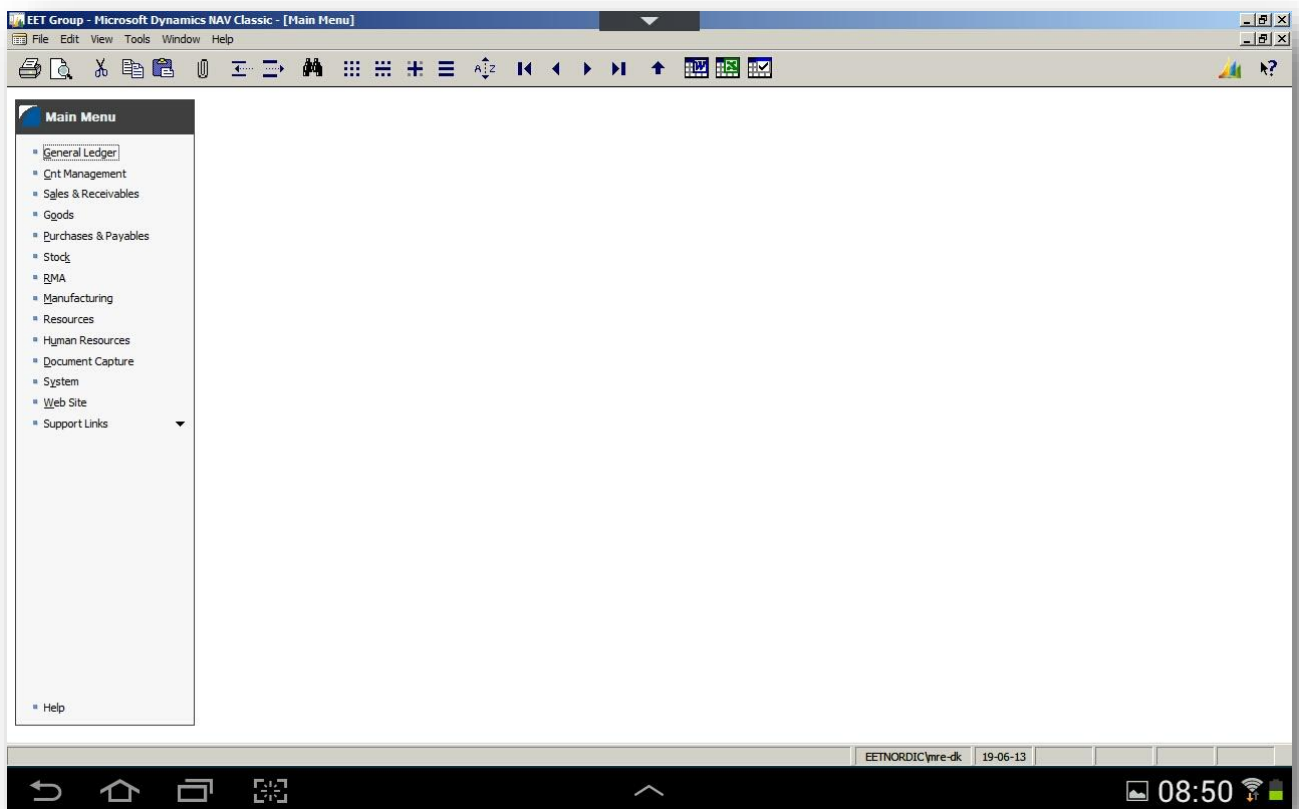 EET Group - Microsoft Dynamics NAV Classic - [Main Menu]
File Edit View Tools Window Help
Main Menu
General Ledger
Cnt Management
Sales & Receivables
Goods
Purchases & Payables
Stock
RMA
Manufacturing
Resources
Human Resources
Document Capture
System
Web Site
Support Links
Help
EETNORDIC\mre-dk 19-06-13
08:50